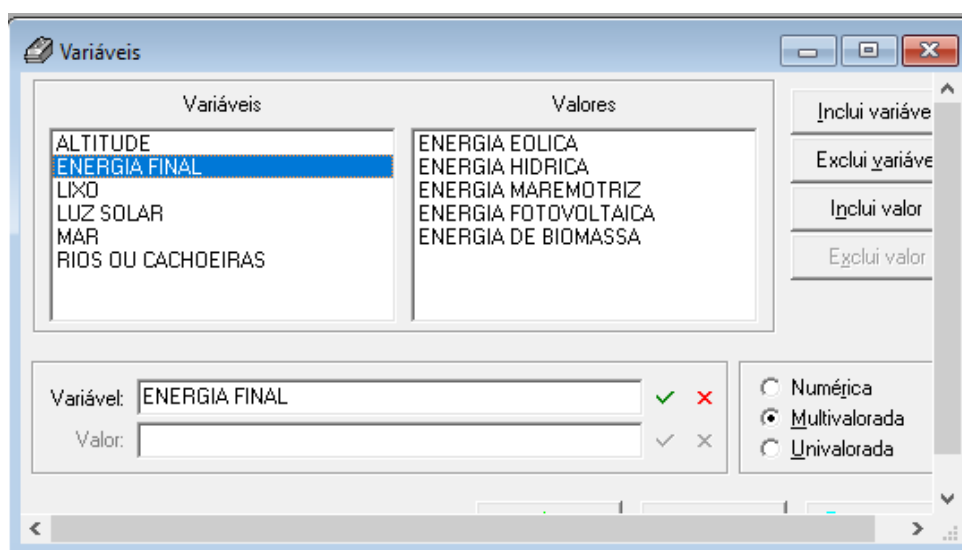 Variáveis
Variáveis
Valores
Inclui variáve
ALTITUDE
ENERGIA FINAL
LIXO
LUZ SOLAR
MAR
RIOS OU CACHOEIRAS
ENERGIA EOLICA
ENERGIA HIDRICA
ENERGIA MAREMOTRIZ
ENERGIA FOTOVOLTAICA
ENERGIA DE BIOMASSA
Exclui variáve
Inclui valor
Exclui valor
Variável: ENERGIA FINAL
Valor:
Numérica
Multivalorada
Univalorada